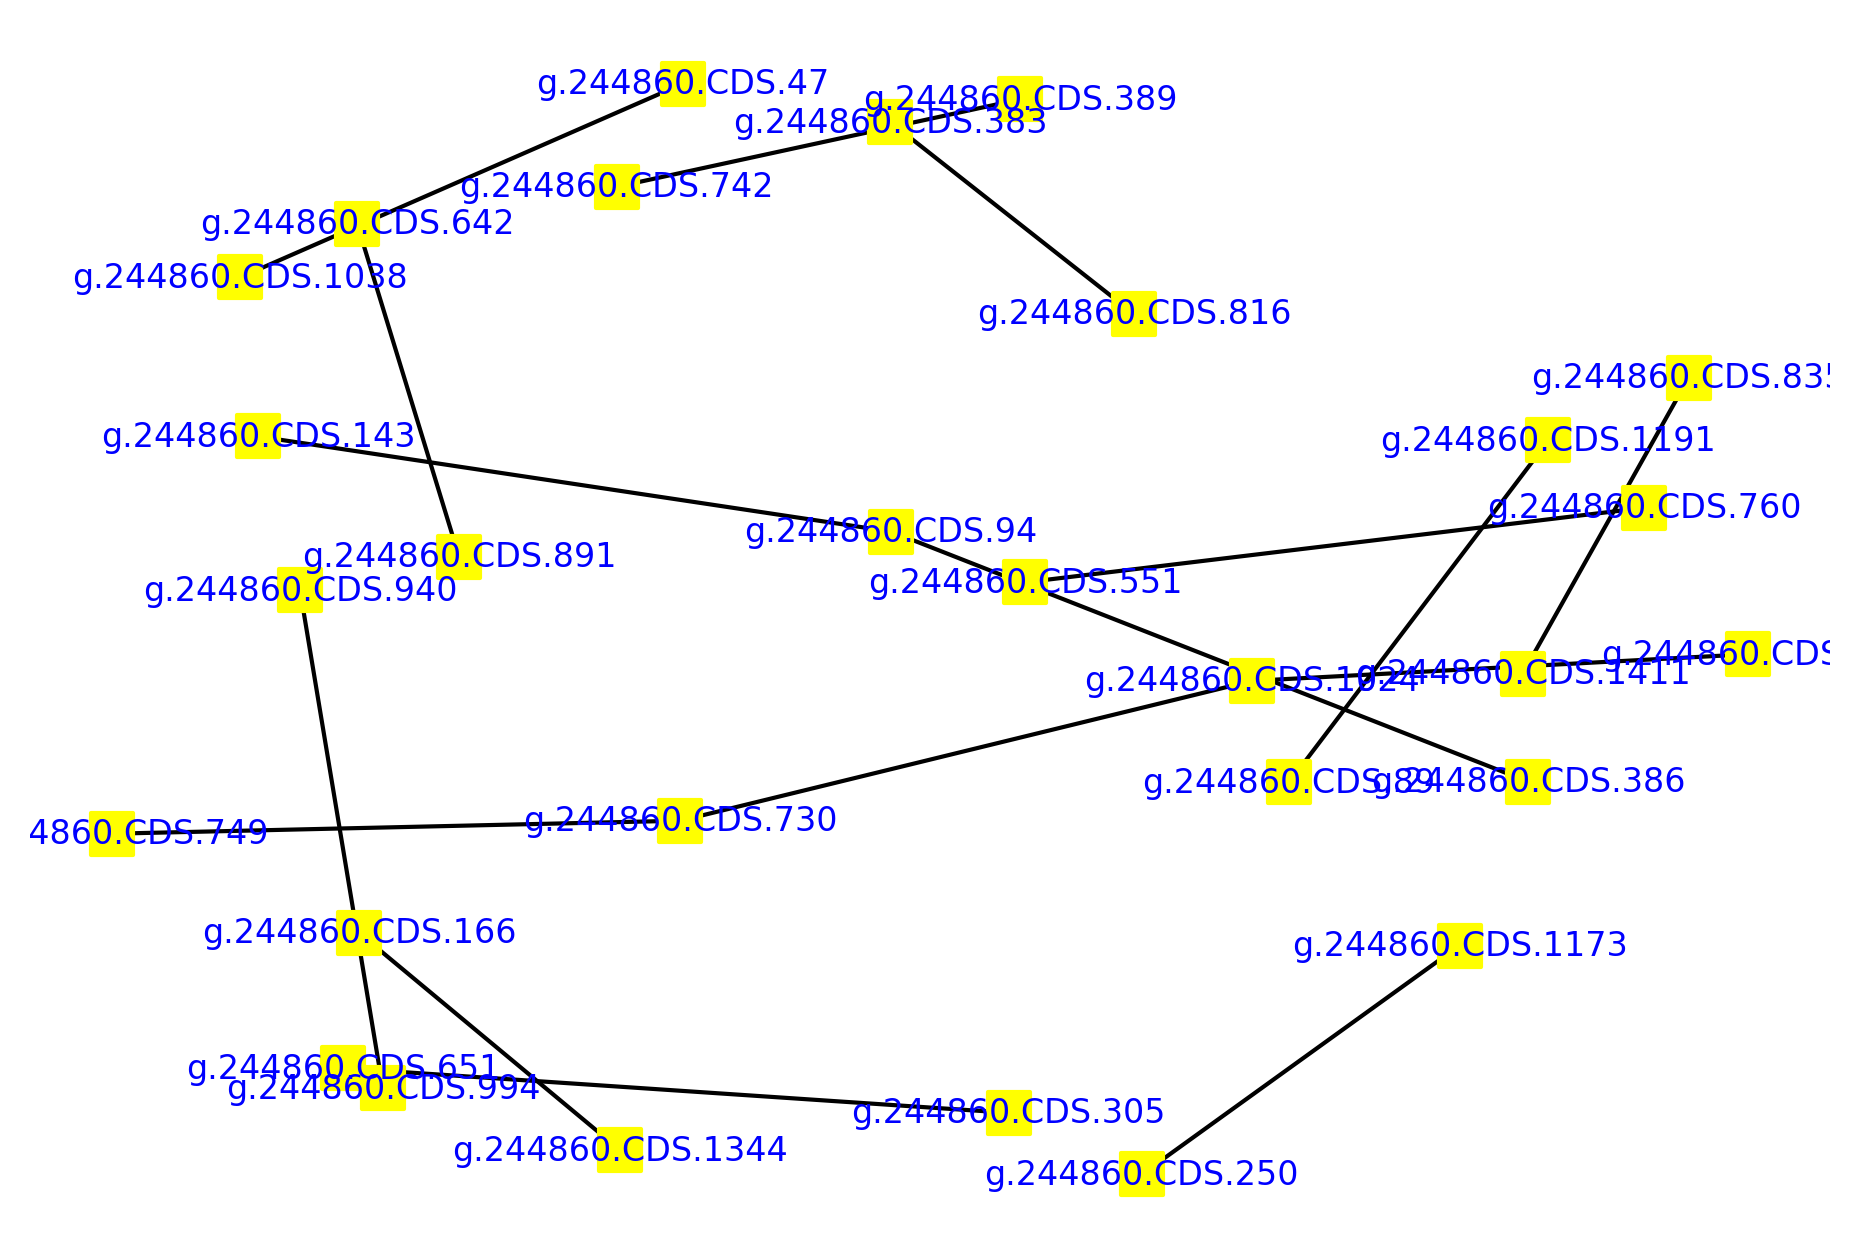 g.244860.CDS.47
g.244860.CDS.389
g.244860.CDS.383
g.244860.CDS.742
g.244860.CDS.642
g.244860.CDS.1038
g.244860.CDS.816
g.244860.CDS.835
g.244860.CDS.143
g.244860.CDS.1191
g.244860.CDS.760
g.244860.CDS.94
g.244860.CDS.891
g.244860.CDS.551
g.244860.CDS.940
g.244860.CDS
g.244860.CDS.1411
g.244860.CDS.1024
g.244860.CDS.89
g.244860.CDS.386
g.244860.CDS.730
4860.CDS.749
g.244860.CDS.166
g.244860.CDS.1173
g.244860.CDS.651
g.244860.CDS.994
g.244860.CDS.305
g.244860.CDS.1344
g.244860.CDS.250